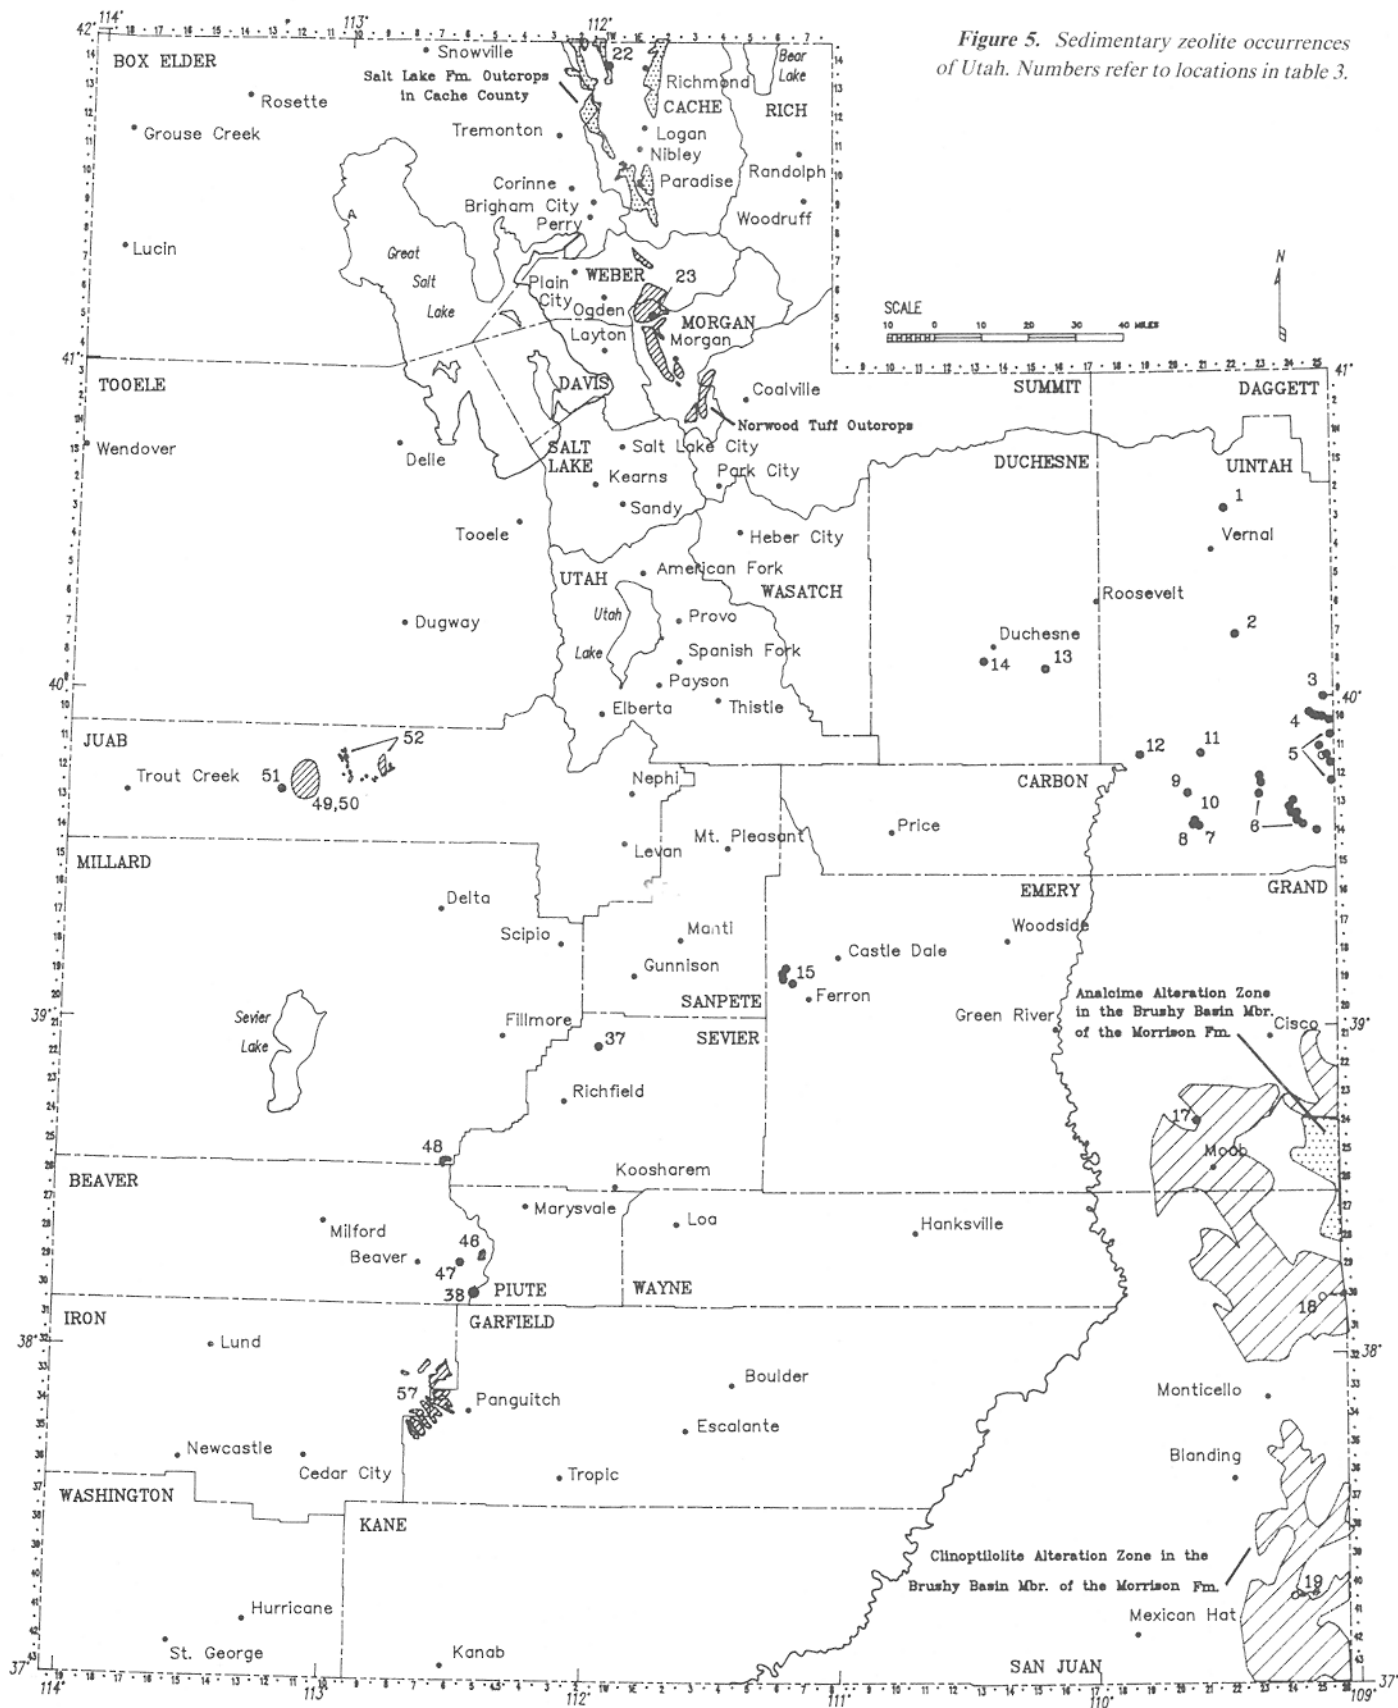 Figure 5. Sedimentary zeolite occurrences
of Utah. Numbers refer to locations in table 3.
114°
113°
112°
42°
BOX ELDER
Snowville
22
Bear
Lake
Salt Lake Fm. Outcrops
in Cache County
Richmond
CACHE
RICH
Rosette
Grouse Creek
Tremonton
Logan
Nibley
Randolph
Corinne
Paradise
Brigham City
Woodruff
Perry
A
Lucin
Great
Salt
Lake
Plain
City
WEBER
23
Ogden
MORGAN
Layton
Morgan
N
SCALE
10 0 10 20 30 40 MILES
41°
41°
TOOELE
DAVIS
Coalville
SUMMIT
DAGGETT
Norwood Tuff Outcrops
Wendover
Delle
SALT
LAKE
Salt Lake City
DUCHESNE
UINTAH
Kearns
Park City
Sandy
1
Tooele
Heber City
Vernal
UTAH
American Fork
WASATCH
Roosevelt
Utah
Lake
Provo
Dugway
2
Duchesne
Spanish Fork
14
13
Payson
3
40°
40°
Elberta
Thistle
4
JUAB
52
12
11
5
Trout Creek
51
Nephi
CARBON
9
49,50
10
6
Mt. Pleasant
Price
8
7
MILLARD
Levan
EMERY
GRAND
Delta
Woodside
Scipio
Manti
Castle Dale
Gunnison
15
SANPETE
Ferron
Analcime Alteration Zone
in the Brushy Basin Mbr.
of the Morrison Fm.
39°
39°
Sevier
Lake
Fillmore
SEVIER
Green River
Cisco
37
Richfield
17
48
Moab
BEAVER
Koosharem
Marysvale
Loa
Hanksville
Milford
46
Beaver
47
38
PIUTE
WAYNE
18
IRON
GARFIELD
38°
38°
Lund
57
Panguitch
Boulder
Monticello
Escalante
Newcastle
Blanding
Cedar City
Tropic
WASHINGTON
KANE
Clinoptilolite Alteration Zone in the
Brushy Basin Mbr. of the Morrison Fm.
19
Hurricane
Mexican Hat
St. George
Kanab
SAN JUAN
37°
37°
114°
113°
112°
111°
110°
109°